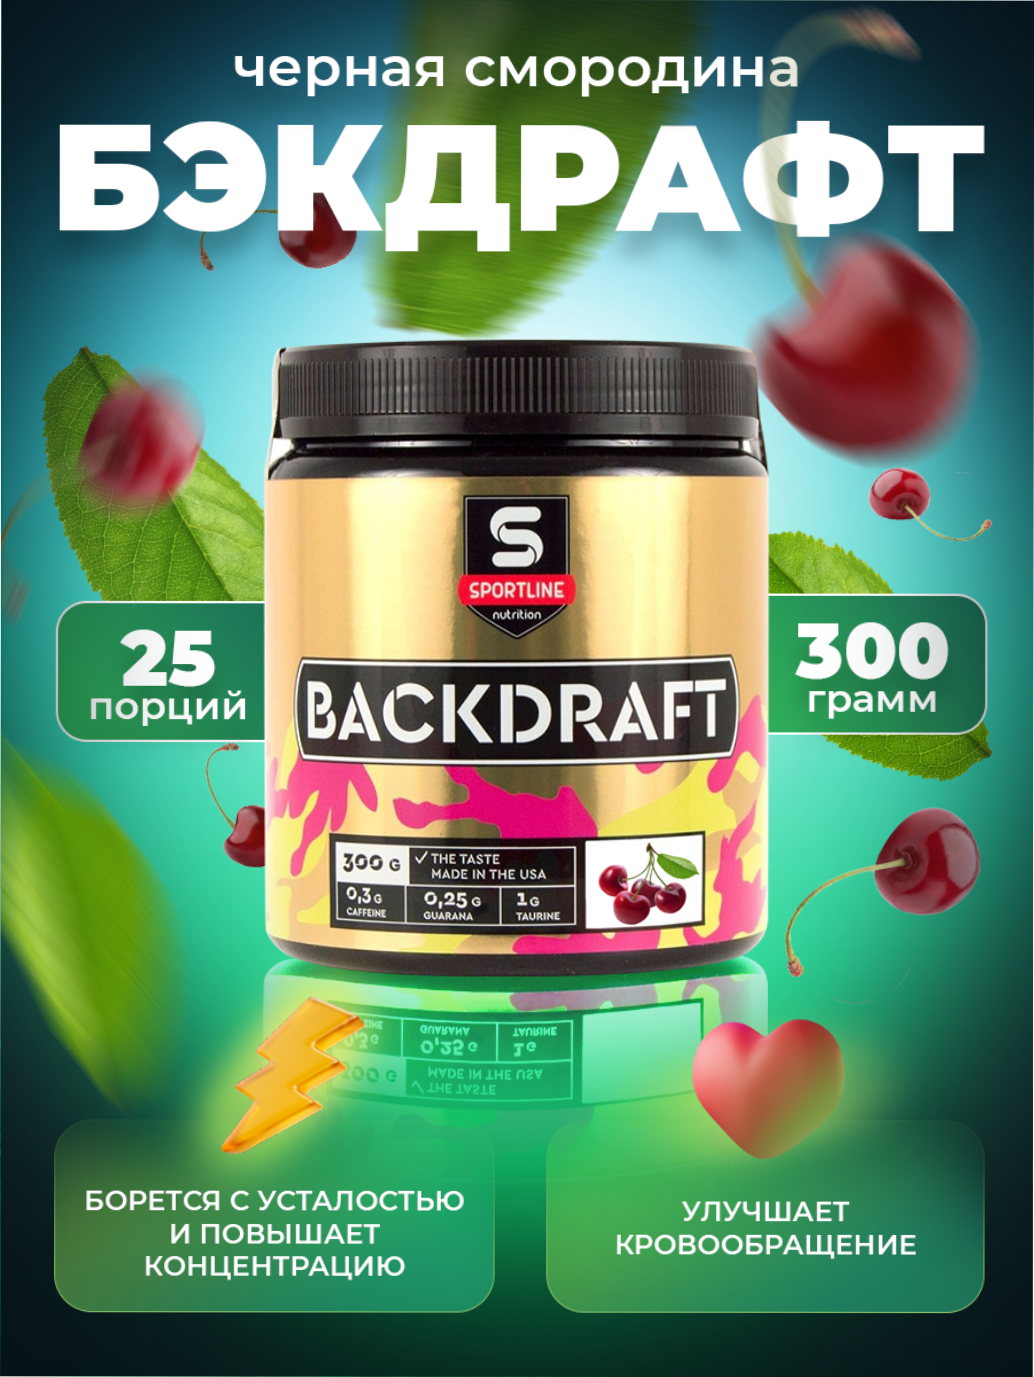 черная смородина
БЭКДРАФТ
S
SPORTLINE
nutrition
25
порций
300
грамм
BACKDRAFT
300 G
✓ THE TASTE
MADE IN THE USA
0,3 G
CAFFEINE
0,25 G
GUARANA
1 G
TAURINE
БОРЕТСЯ С УСТАЛОСТЬЮ
И ПОВЫШАЕТ
КОНЦЕНТРАЦИЮ
УЛУЧШАЕТ
КРОВООБРАЩЕНИЕ